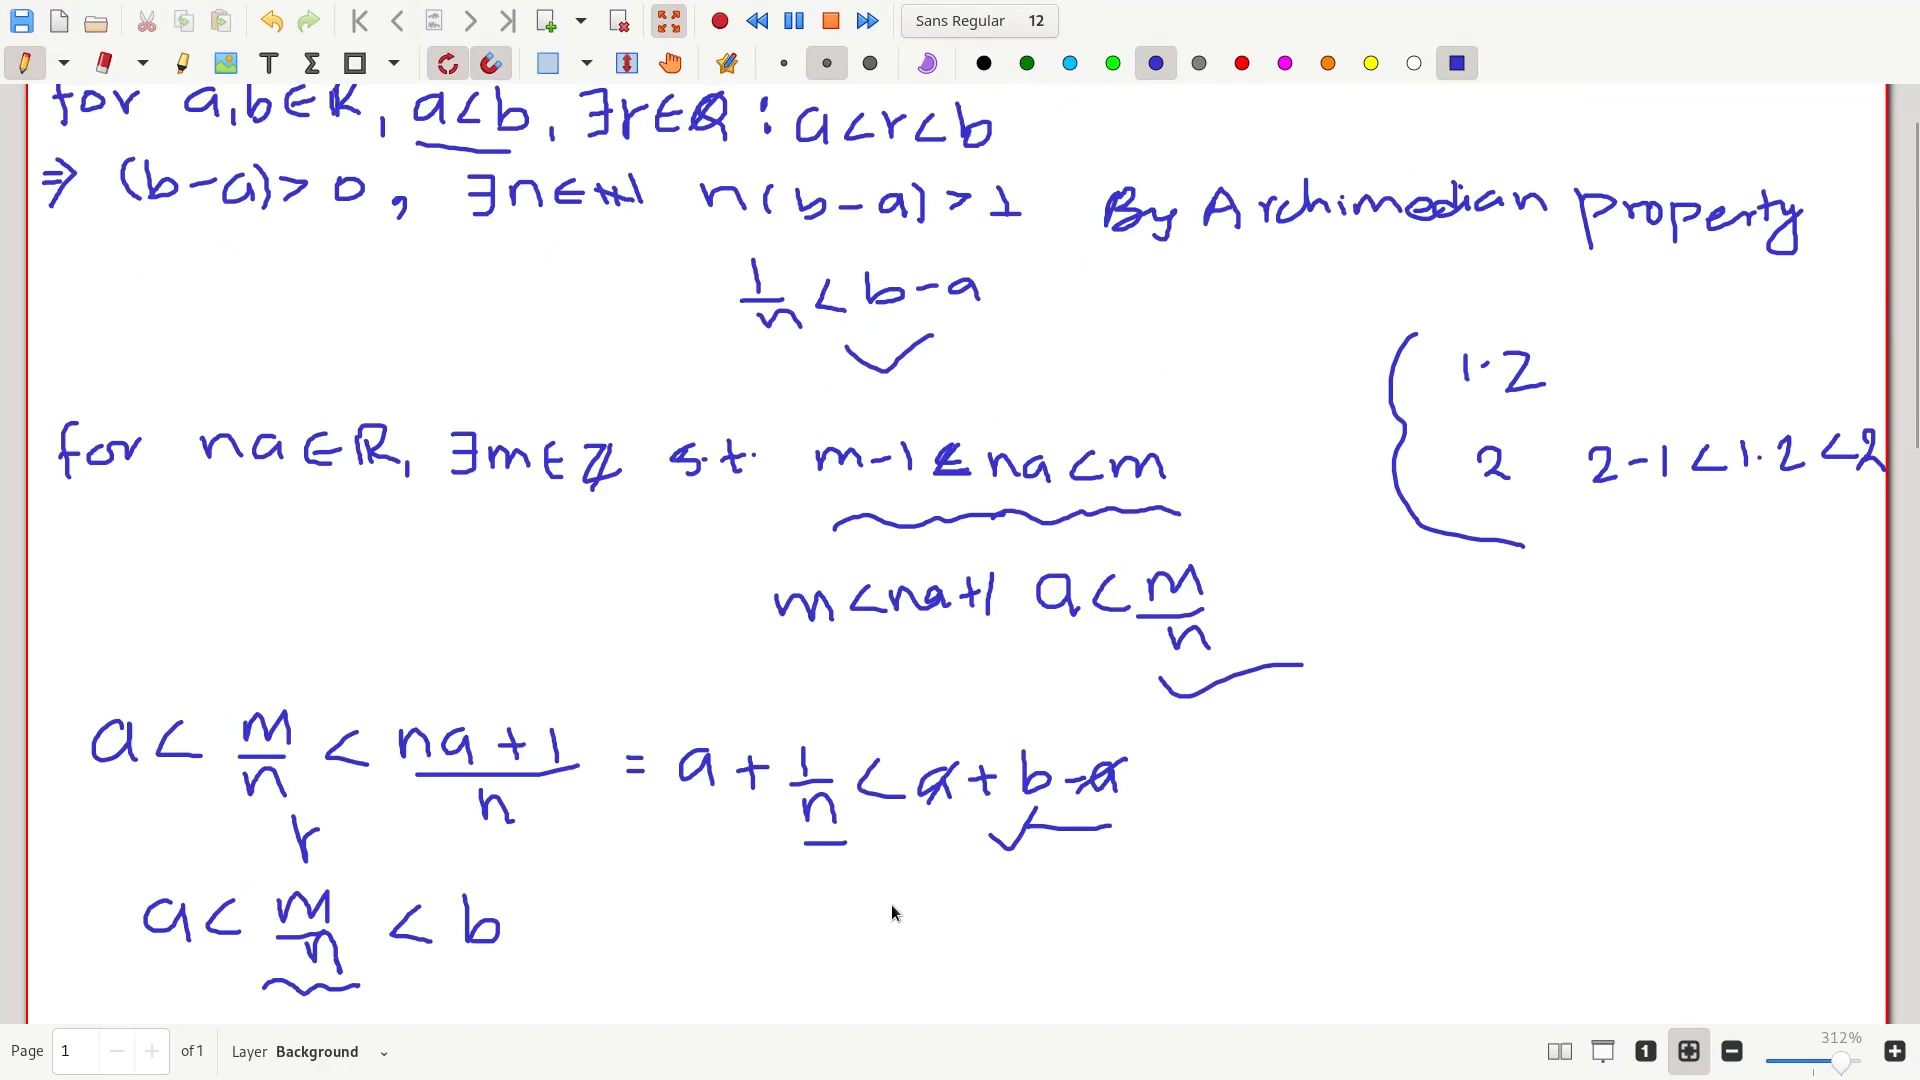 Sans Regular 12
for a,b∈R, a<b, ∃r∈Q : a<r<b
⇒ (b-a)>0, ∃n∈ℕ n(b-a)>1 By Archimedian property
1/n < b-a
1.2
for na∈ℝ, ∃m∈ℤ s.t. m-1≤na<m
2 2-1<1.2<2
m<na+1 a<m/n
a < m/n < (na+1)/n = a + 1/n < a + b-a
r
a < m/n < b
Page 1 of 1 Layer Background
312%